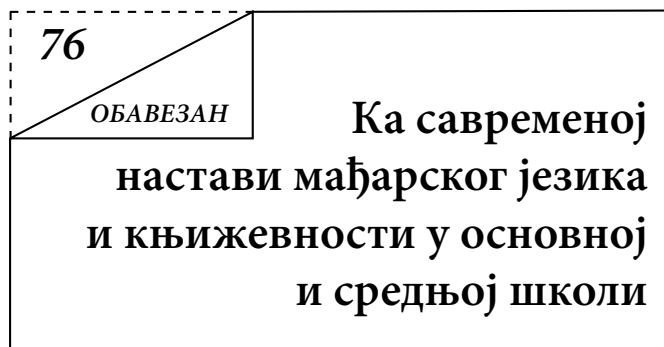 76
ОБАВЕЗАН
Ка савременој
настави мађарског језика
и књижевности у основној
и средњој школи